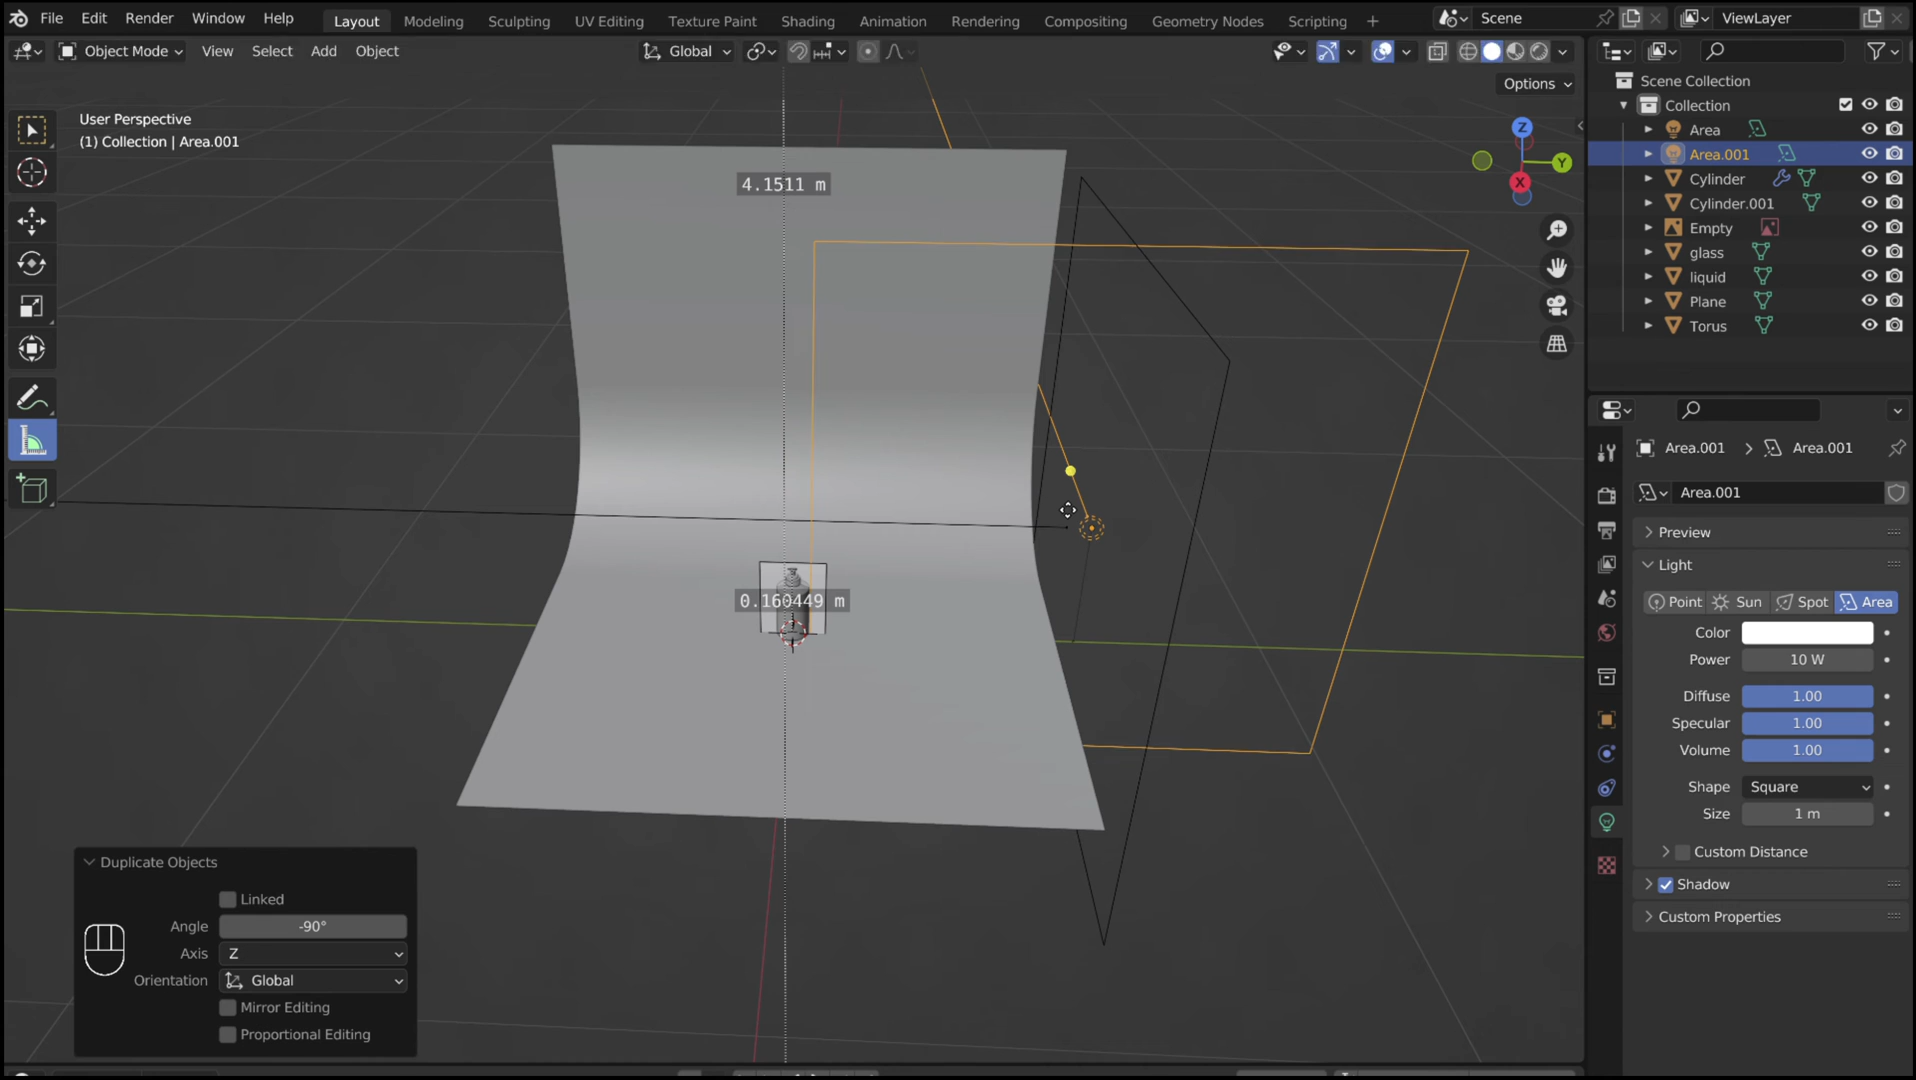 File Edit Render Window Help Layout Modeling Sculpting UV Editing Texture Paint Shading Animation Rendering Compositing Geometry Nodes Scripting + Scene ViewLayer
Object Mode View Select Add Object Global
Options
User Perspective
(1) Collection | Area.001
4.1511 m
0.160449 m
Z
Y
X
Scene Collection
Collection
Area
Area.001
Cylinder
Cylinder.001
Empty
glass
liquid
Plane
Torus
Area.001 > Area.001
Area.001
Preview
Light
Point Sun Spot Area
Color
Power 10 W
Diffuse 1.00
Specular 1.00
Volume 1.00
Shape Square
Size 1 m
Custom Distance
Shadow
Custom Properties
Duplicate Objects
Linked
Angle -90°
Axis Z
Orientation Global
Mirror Editing
Proportional Editing